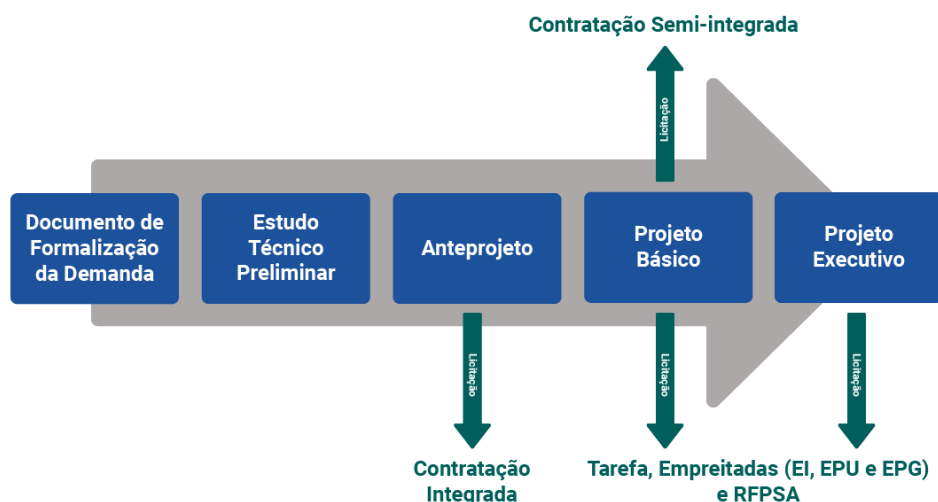 Contratação Semi-integrada
Licitação
Documento de
Formalização
da Demanda
Estudo
Técnico
Preliminar
Anteprojeto
Projeto
Básico
Projeto
Executivo
Licitação
Licitação
Licitação
Contratação
Integrada
Tarefa, Empreitadas (EI, EPU e EPG)
e RFPSA